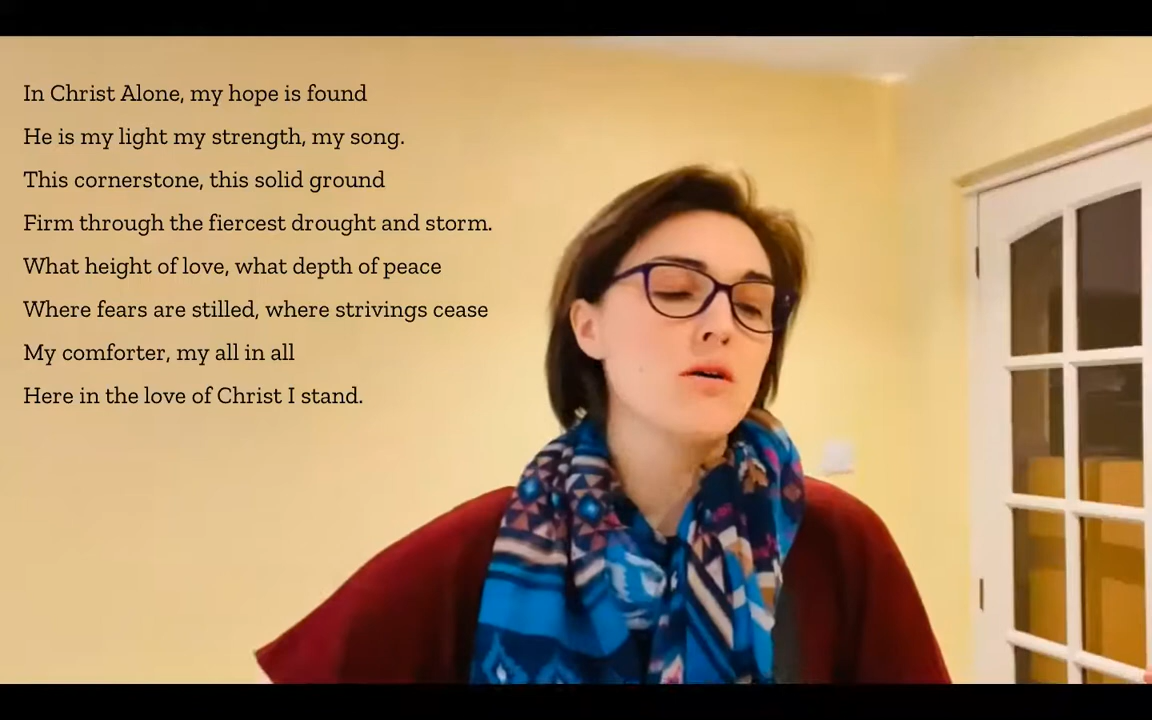 In Christ Alone, my hope is found
He is my light my strength, my song.
This cornerstone, this solid ground
Firm through the fiercest drought and storm.
What height of love, what depth of peace
Where fears are stilled, where strivings cease
My comforter, my all in all
Here in the love of Christ I stand.